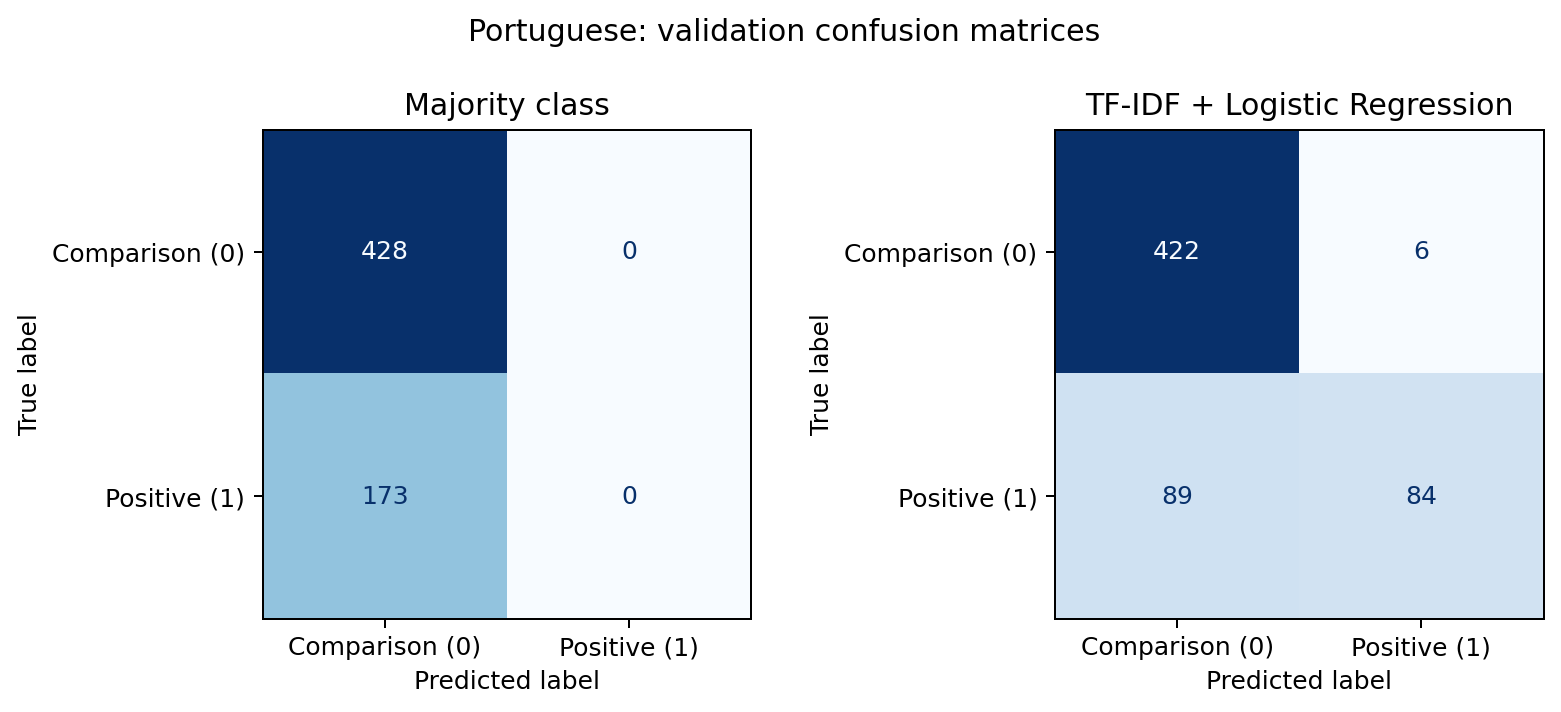 Portuguese: validation confusion matrices
Majority class
Comparison (0)
428
0
Positive (1)
173
0
True label
Comparison (0)
Positive (1)
Predicted label
TF-IDF + Logistic Regression
Comparison (0)
422
6
Positive (1)
89
84
True label
Comparison (0)
Positive (1)
Predicted label